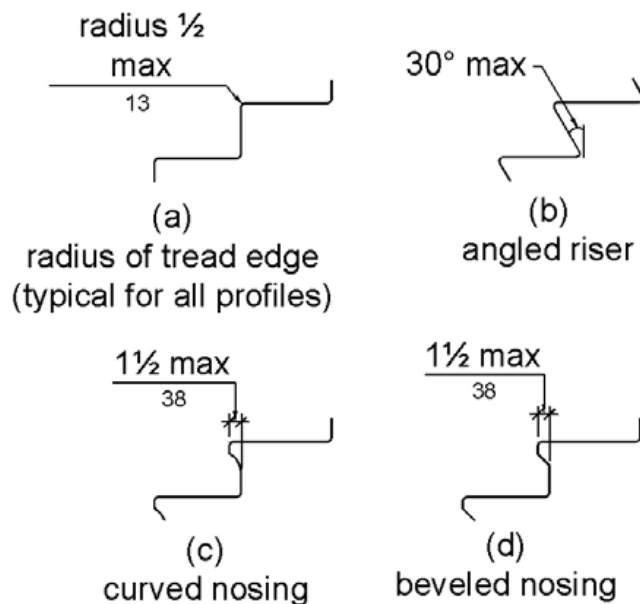 radius ½
max
13
(a)
radius of tread edge
(typical for all profiles)
30° max
(b)
angled riser
1½ max
38
(c)
curved nosing
1½ max
38
(d)
beveled nosing